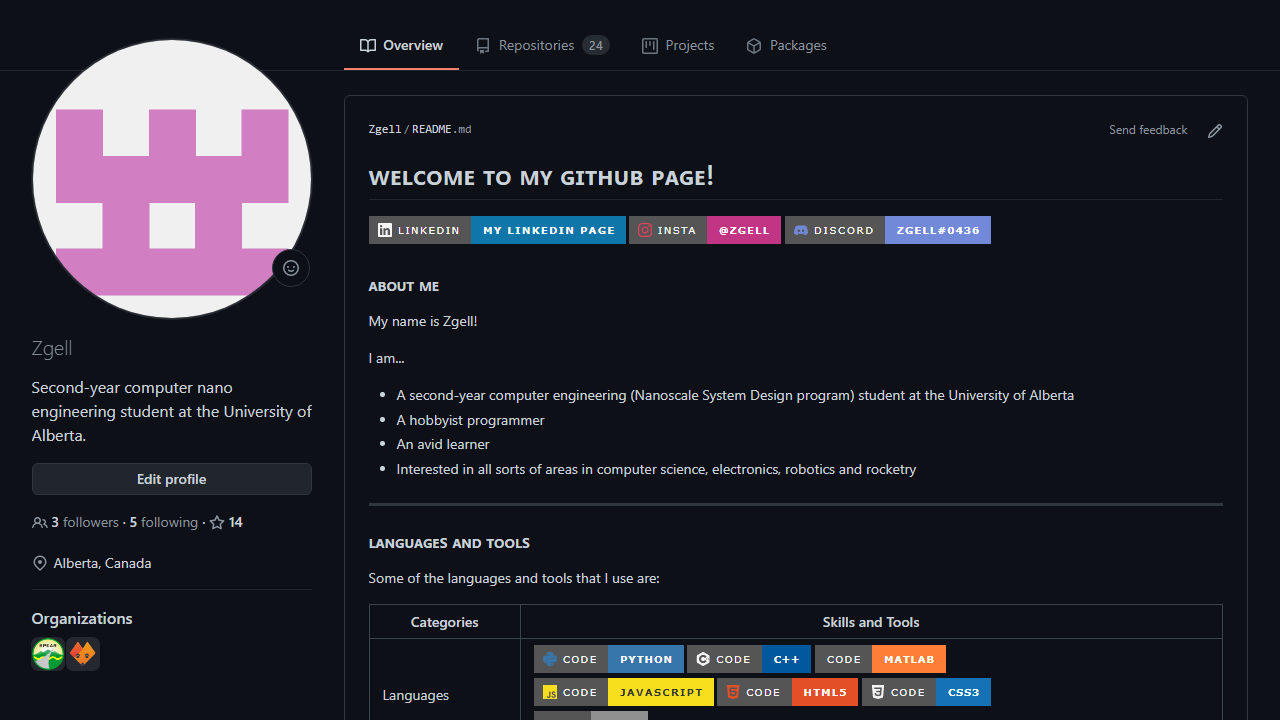 Overview Repositories 24 Projects Packages
Zgell
Second-year computer nano
engineering student at the University of
Alberta.
Edit profile
3 followers · 5 following · 14
Alberta, Canada
Organizations
SPEAR
Zgell/README.md
Send feedback
WELCOME TO MY GITHUB PAGE!
LINKEDIN MY LINKEDIN PAGE INSTA @ZGELL DISCORD ZGELL#0436
ABOUT ME
My name is Zgell!
I am...
• A second-year computer engineering (Nanoscale System Design program) student at the University of Alberta
• A hobbyist programmer
• An avid learner
• Interested in all sorts of areas in computer science, electronics, robotics and rocketry
LANGUAGES AND TOOLS
Some of the languages and tools that I use are:
Categories Skills and Tools
Languages
CODE PYTHON CODE C++ CODE MATLAB
CODE JAVASCRIPT CODE HTML5 CODE CSS3